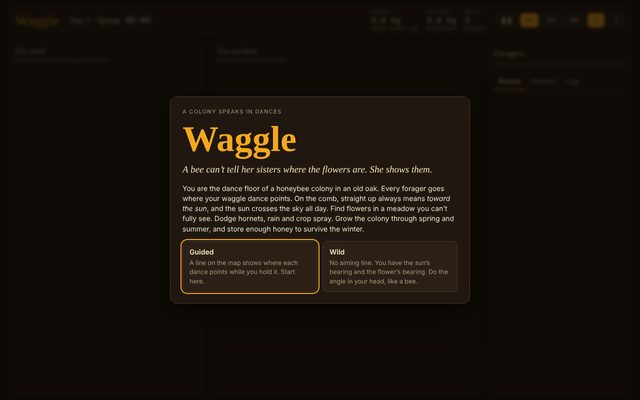 Waggle
Day 1 · Spring 06:00
The comb
The meadow
Foragers
A COLONY SPEAKS IN DANCES
Waggle
A bee can't tell her sisters where the flowers are. She shows them.
You are the dance floor of a honeybee colony in an old oak. Every forager goes
where your waggle dance points. On the comb, straight up always means toward
the sun, and the sun crosses the sky all day. Find flowers in a meadow you can't
fully see. Dodge hornets, rain and crop spray. Grow the colony through spring and
summer, and store enough honey to survive the winter.
Guided
A line on the map shows where each
dance points while you hold it. Start
here.
Wild
No aiming line. You have the sun's
bearing and the flower's bearing. Do the
angle in your head, like a bee.